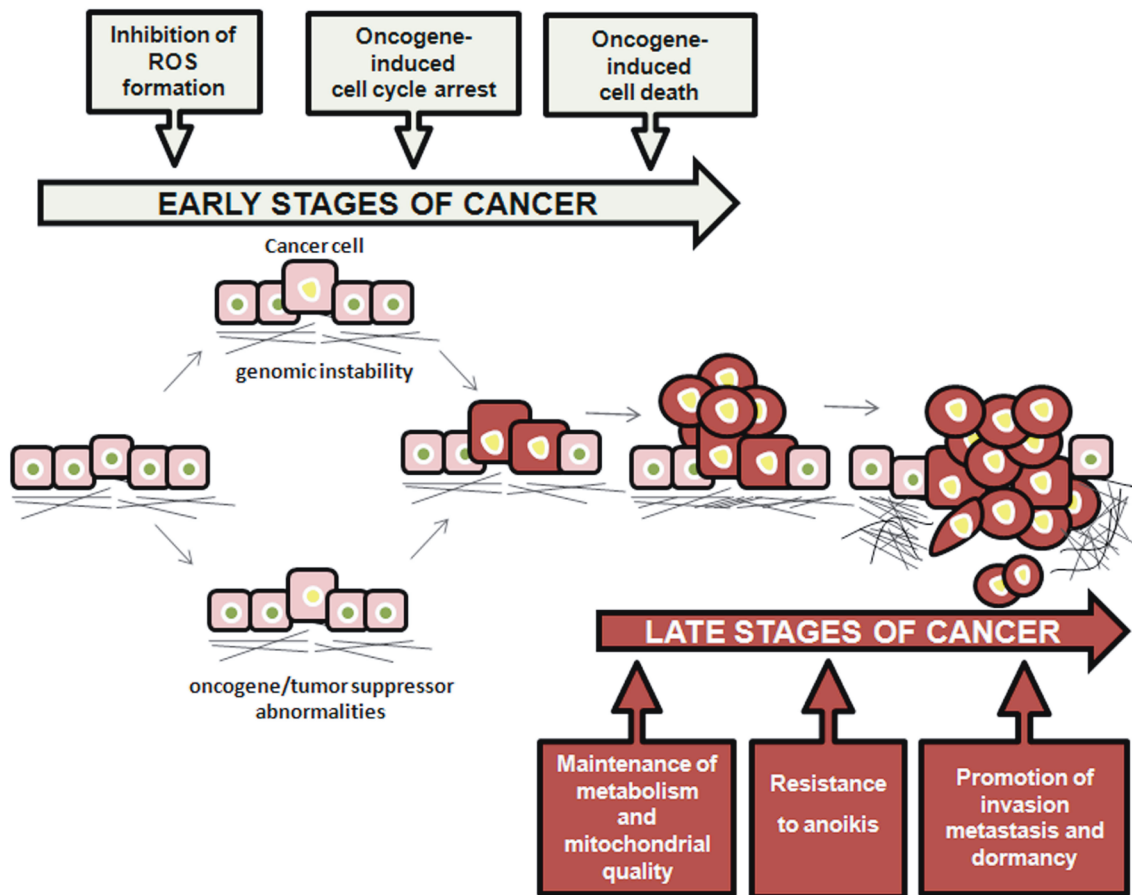 Inhibition of
ROS
formation
Oncogene-
induced
cell cycle arrest
Oncogene-
induced
cell death
EARLY STAGES OF CANCER
Cancer cell
genomic instability
oncogene/tumor suppressor
abnormalities
LATE STAGES OF CANCER
Maintenance of
metabolism
and
mitochondrial
quality
Resistance
to anoikis
Promotion of
invasion
metastasis and
dormancy